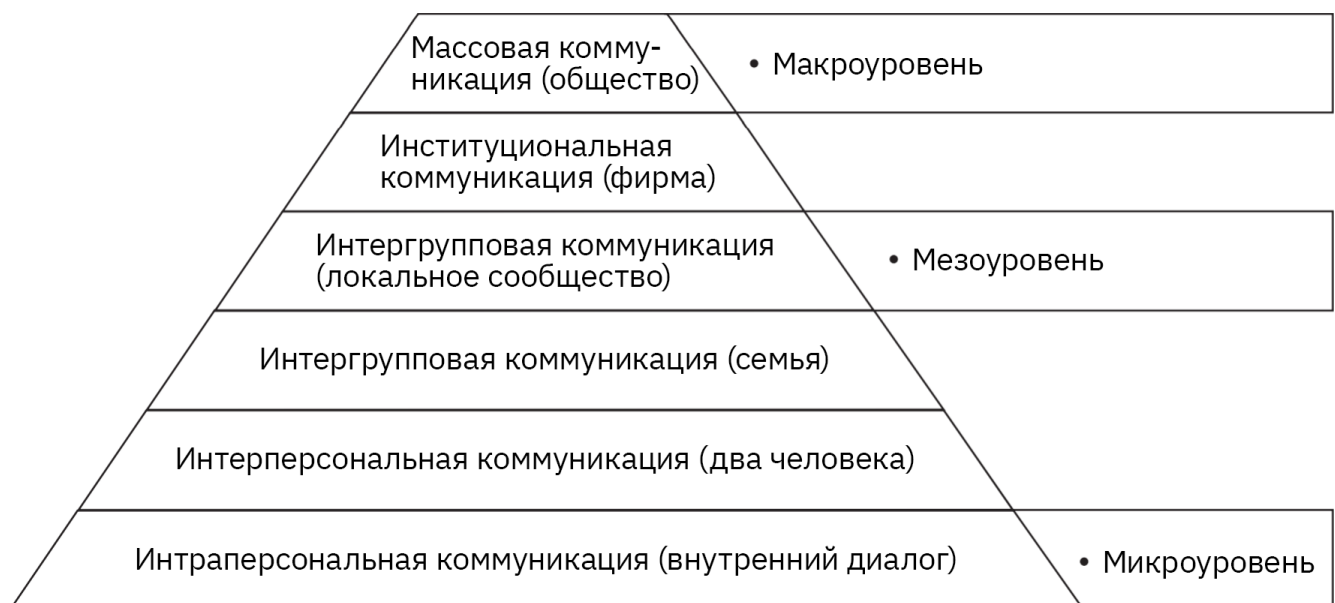 Массовая комму-
никация (общество)
• Макроуровень
Институциональная
коммуникация (фирма)
Интергрупповая коммуникация
(локальное сообщество)
• Мезоуровень
Интергрупповая коммуникация (семья)
Интерперсональная коммуникация (два человека)
Интраперсональная коммуникация (внутренний диалог)
• Микроуровень